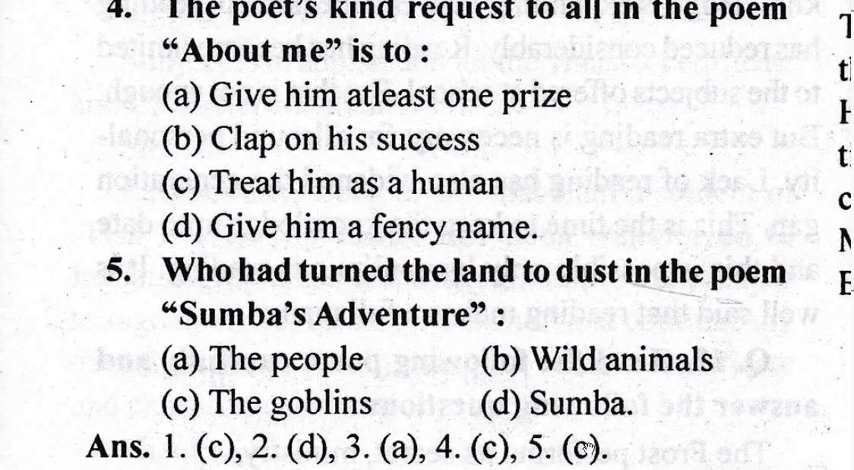 4. The poet's kind request to all in the poem
"About me" is to :
(a) Give him atleast one prize
(b) Clap on his success
(c) Treat him as a human
(d) Give him a fency name.
5. Who had turned the land to dust in the poem
"Sumba's Adventure" :
(a) The people (b) Wild animals
(c) The goblins (d) Sumba.
Ans. 1. (c), 2. (d), 3. (a), 4. (c), 5. (c).